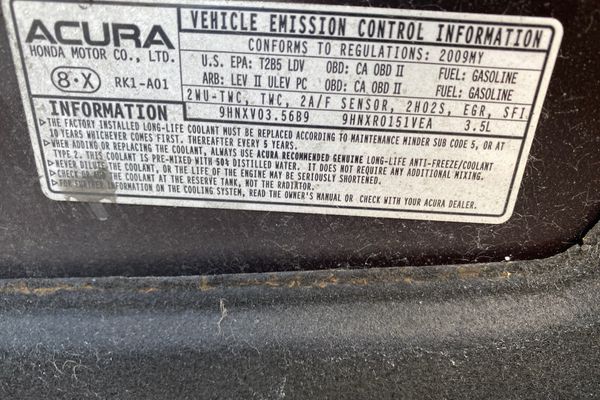 ACURA
HONDA MOTOR CO., LTD.
8·X RK1-A01
VEHICLE EMISSION CONTROL INFORMATION
CONFORMS TO REGULATIONS: 2009MY
U.S. EPA: T2B5 LDV OBD: CA OBD II FUEL: GASOLINE
ARB: LEV II ULEV PC OBD: CA OBD II FUEL: GASOLINE
2WU-TWC, TWC, 2A/F SENSOR, 2HO2S, EGR, SFI
9HNXV03.56B9 9HNXR0151VEA 3.5L
INFORMATION
▶THE FACTORY INSTALLED LONG-LIFE COOLANT MUST BE REPLACED ACCORDING TO MAINTENANCE MINDER SUB CODE 5, OR AT
10 YEARS WHICHEVER COMES FIRST, THEREAFTER EVERY 5 YEARS.
▶WHEN ADDING OR REPLACING THE COOLANT, ALWAYS USE ACURA RECOMMENDED GENUINE LONG-LIFE ANTI-FREEZE/COOLANT
TYPE 2. THIS COOLANT IS PRE-MIXED WITH 50% DISTILLED WATER. IT DOES NOT REQUIRE ANY ADDITIONAL MIXING.
▶NEVER DILUTE THE COOLANT, OR THE LIFE OF THE ENGINE MAY BE SERIOUSLY SHORTENED.
▶CHECK OR ADD THE COOLANT AT THE RESERVE TANK, NOT THE RADIATOR.
▶FOR FURTHER INFORMATION ON THE COOLING SYSTEM, READ THE OWNER'S MANUAL OR CHECK WITH YOUR ACURA DEALER.